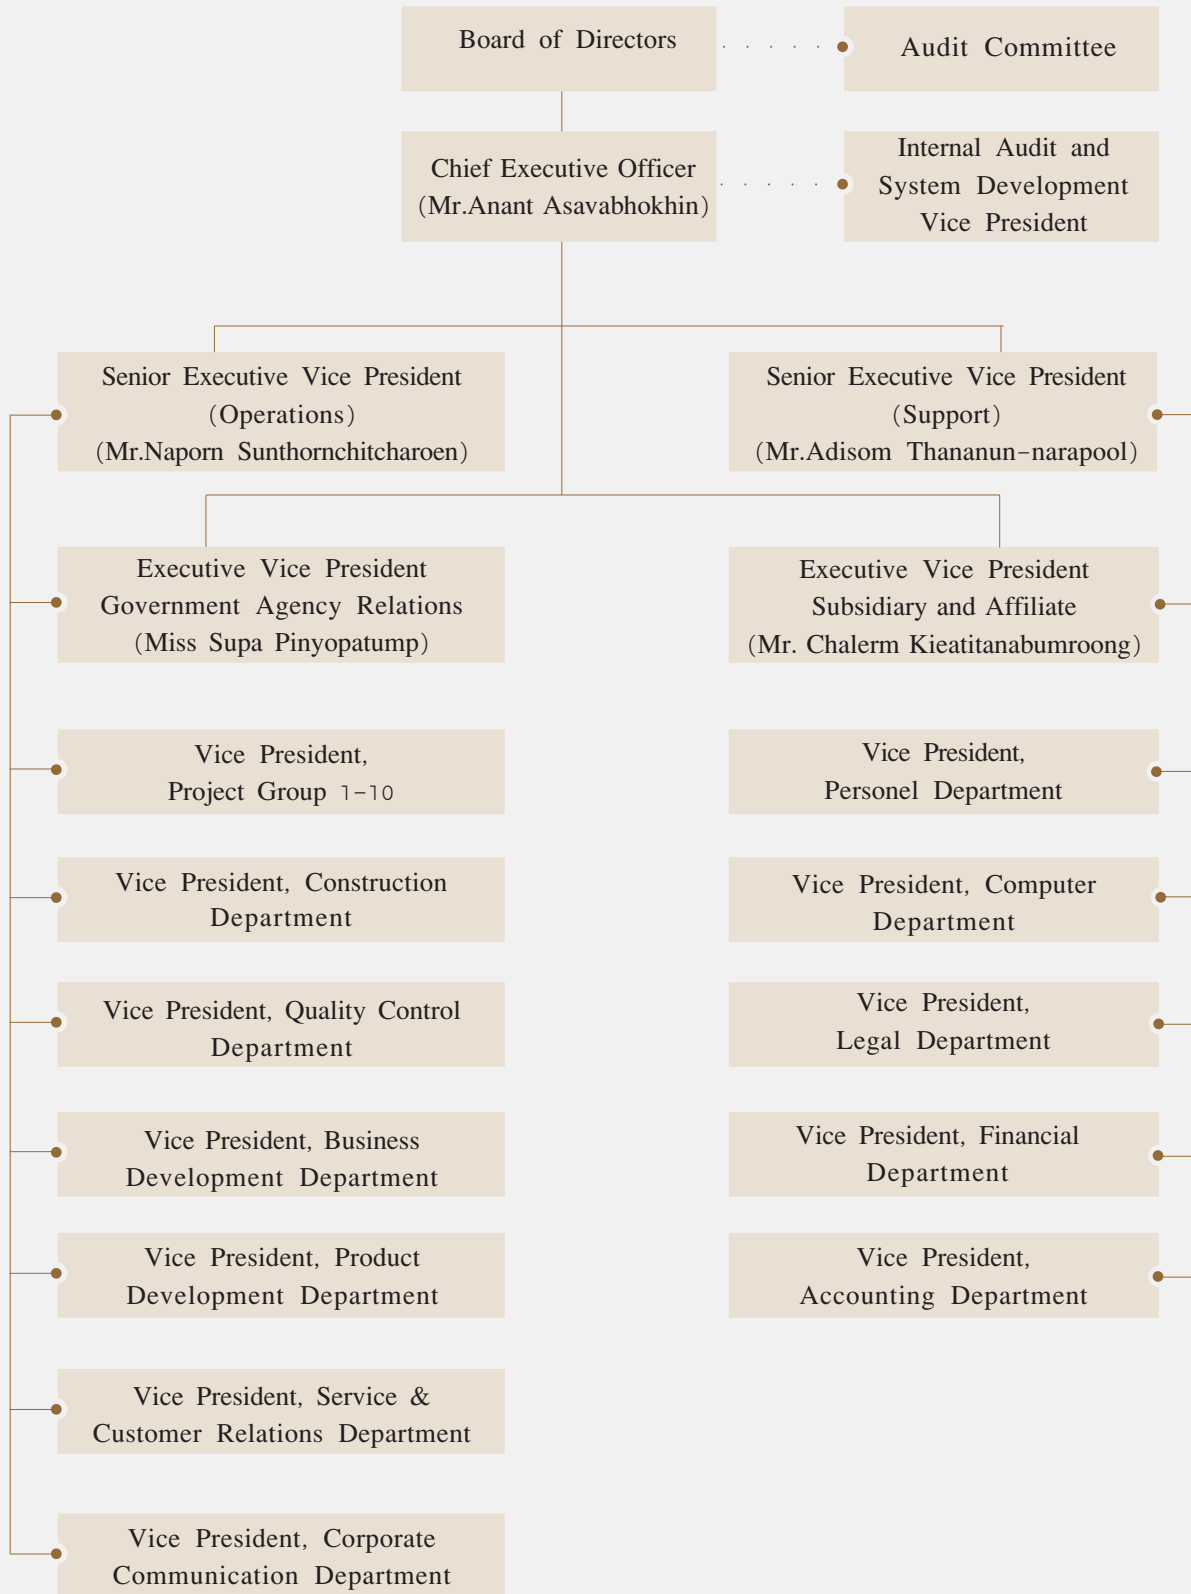 Board of Directors
Audit Committee
Chief Executive Officer
(Mr.Anant Asavabhokhin)
Internal Audit and
System Development
Vice President
Senior Executive Vice President
(Operations)
(Mr.Naporn Sunthornchitcharoen)
Senior Executive Vice President
(Support)
(Mr.Adisom Thananun-narapool)
Executive Vice President
Government Agency Relations
(Miss Supa Pinyopatump)
Executive Vice President
Subsidiary and Affiliate
(Mr. Chalerm Kieatitanabumroong)
Vice President,
Project Group 1-10
Vice President,
Personel Department
Vice President, Construction
Department
Vice President, Computer
Department
Vice President, Quality Control
Department
Vice President,
Legal Department
Vice President, Business
Development Department
Vice President, Financial
Department
Vice President, Product
Development Department
Vice President,
Accounting Department
Vice President, Service &
Customer Relations Department
Vice President, Corporate
Communication Department